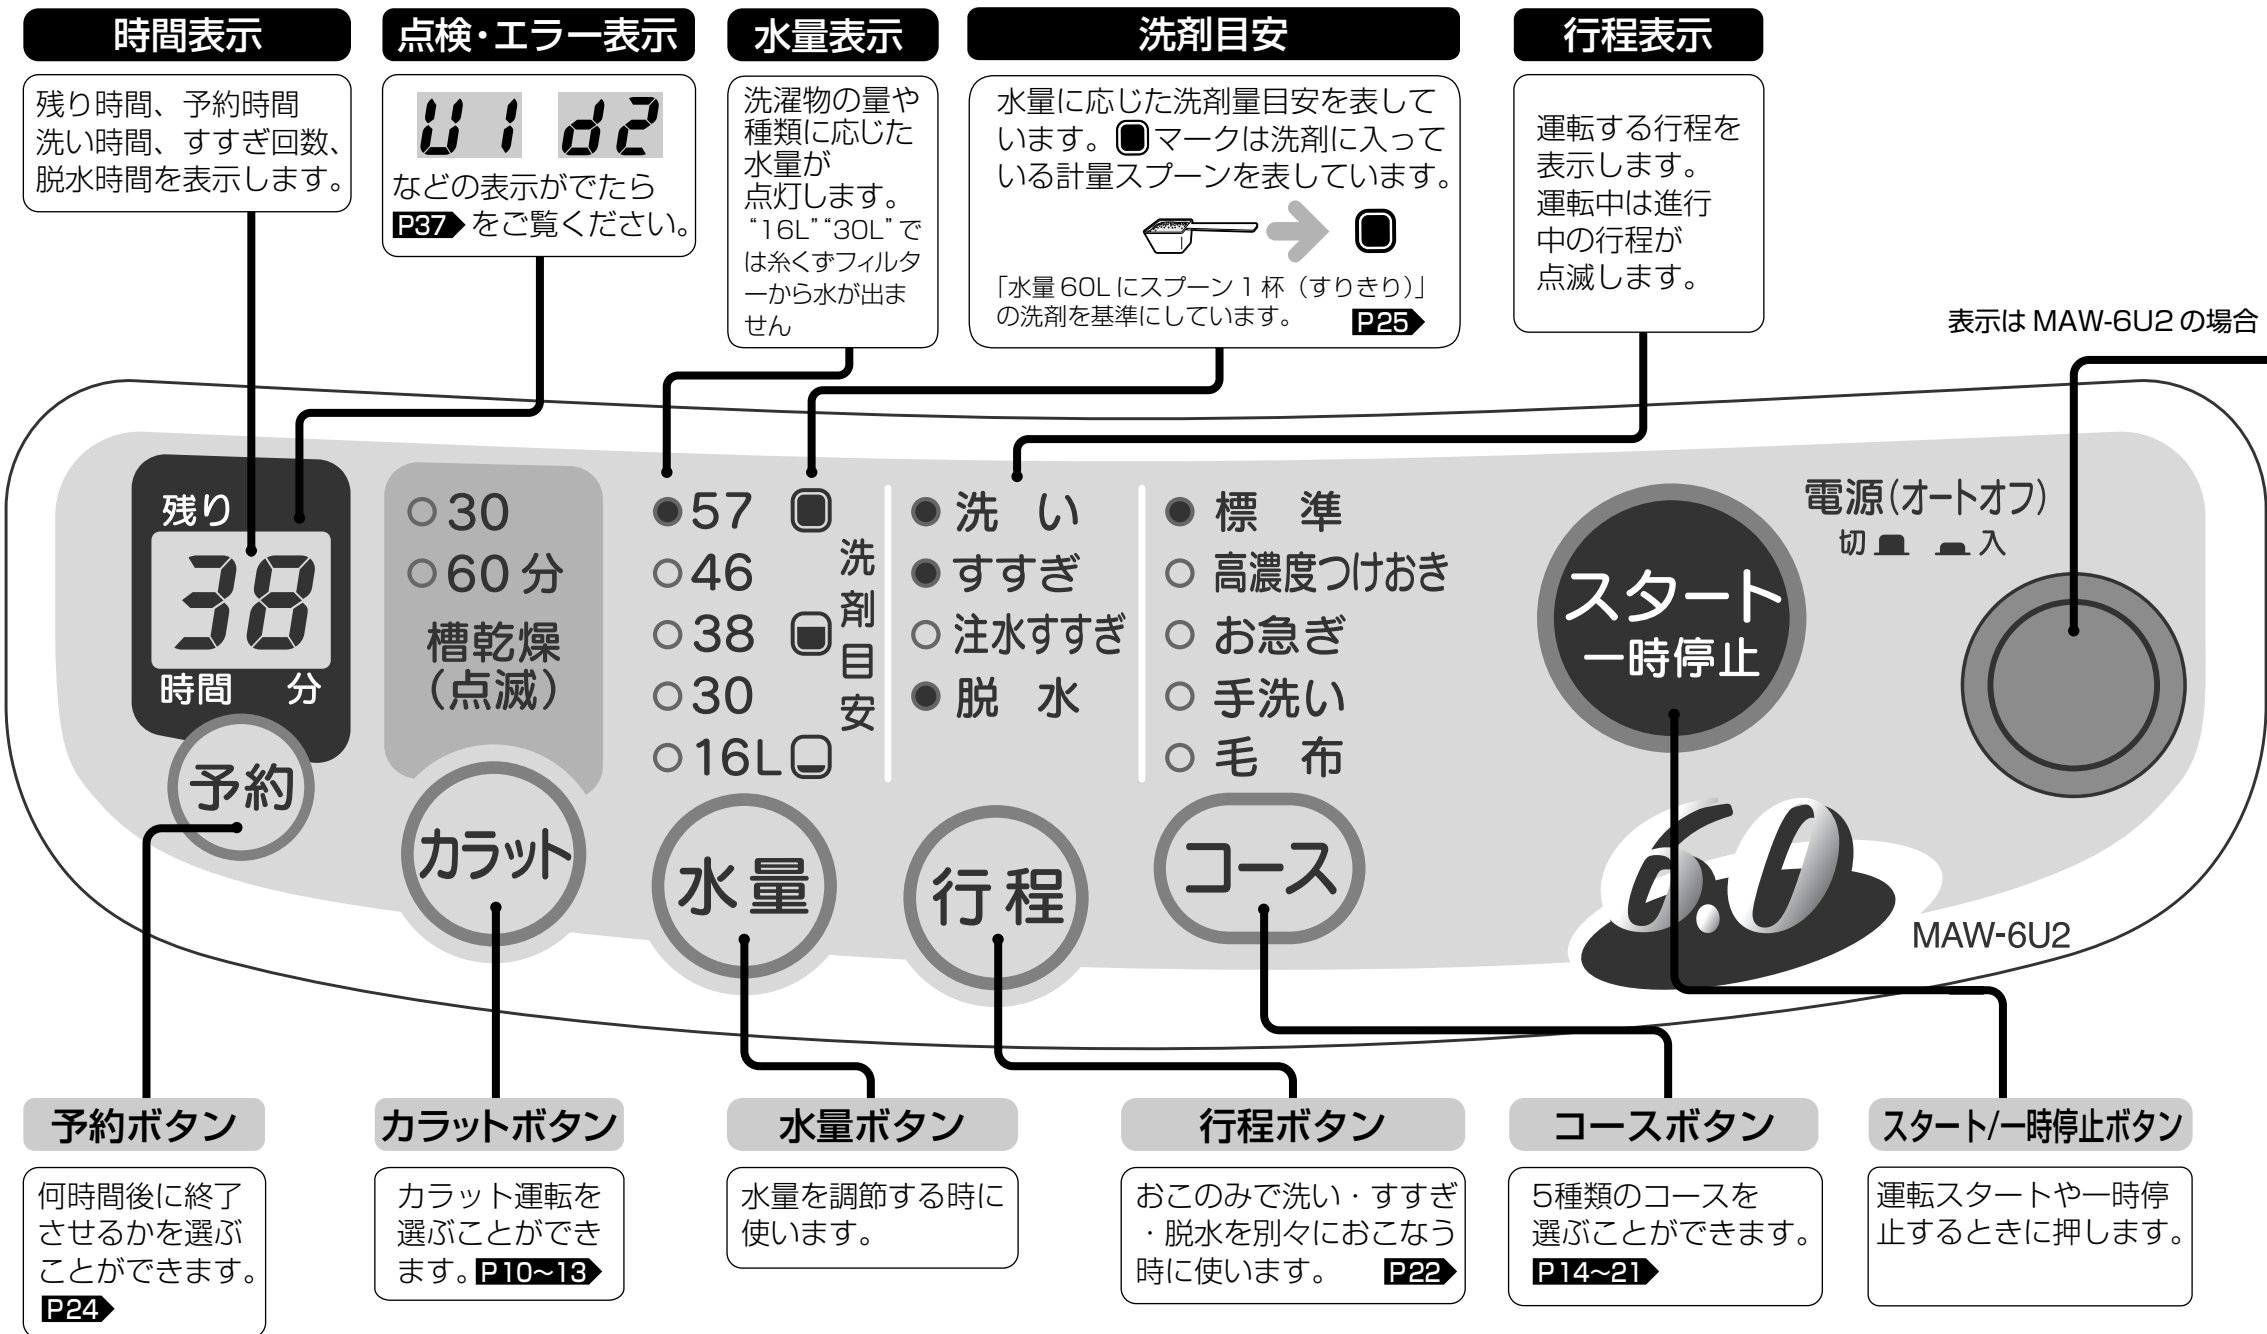 時間表示
残り時間、予約時間
洗い時間、すすぎ回数、
脱水時間を表示します。
点検・エラー表示
U1 d2
などの表示がでたら
P37 をご覧ください。
水量表示
洗濯物の量や
種類に応じた
水量が
点灯します。
“16L”“30L”で
は糸くずフィルタ
ーから水が出ま
せん
洗剤目安
水量に応じた洗剤量目安を表して
います。マークは洗剤に入って
いる計量スプーンを表しています。
「水量60Lにスプーン1杯（すりきり）」
の洗剤を基準にしています。 P25
行程表示
運転する行程を
表示します。
運転中は進行
中の行程が
点滅します。
表示は MAW-6U2 の場合
残り
38
時間 分
予約
30
60分
槽乾燥
（点滅）
カラット
57
46
38
30
16L
洗剤目安
水量
洗い
すすぎ
注水すすぎ
脱水
行程
標準
高濃度つけおき
お急ぎ
手洗い
毛布
コース
スタート
一時停止
電源(オートオフ)
切 入
6.0
MAW-6U2
予約ボタン
何時間後に終了
させるかを選ぶ
ことができます。
P24
カラットボタン
カラット運転を
選ぶことができ
ます。P10~13
水量ボタン
水量を調節する時に
使います。
行程ボタン
おこのみで洗い・すすぎ
・脱水を別々におこなう
時に使います。 P22
コースボタン
5種類のコースを
選ぶことができます。
P14~21
スタート/一時停止ボタン
運転スタートや一時停
止するときに押します。